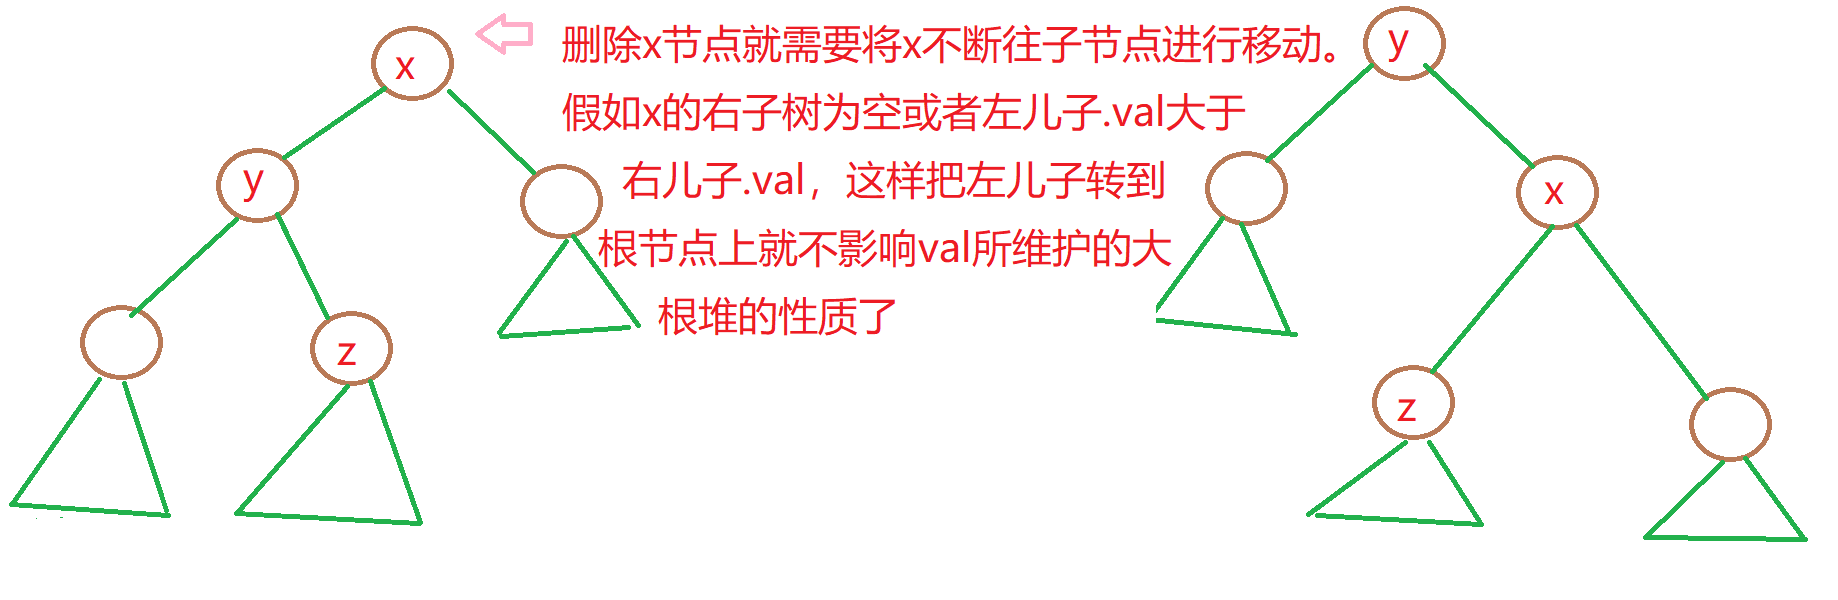 x
删除x节点就需要将x不断往子节点进行移动。
y
假如x的右子树为空或者左儿子.val大于
y
右儿子.val，这样把左儿子转到
x
根节点上就不影响val所维护的大
根堆的性质了
z
z